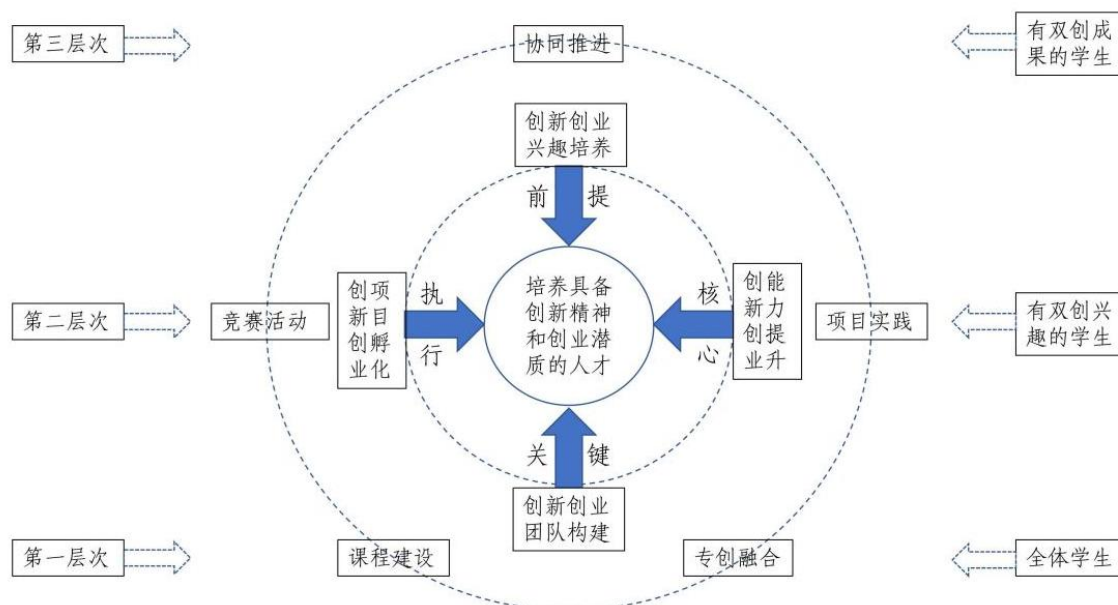 第三层次
协同推进
有双创成
果的学生
创新创业
兴趣培养
前 提
第二层次
竞赛活动
创项
新目
创孵
业化
执
行
培养具备
创新精神
和创业潜
质的人才
核
心
创能
新力
创提
业升
项目实践
有双创兴
趣的学生
关 键
创新创业
团队构建
第一层次
课程建设
专创融合
全体学生